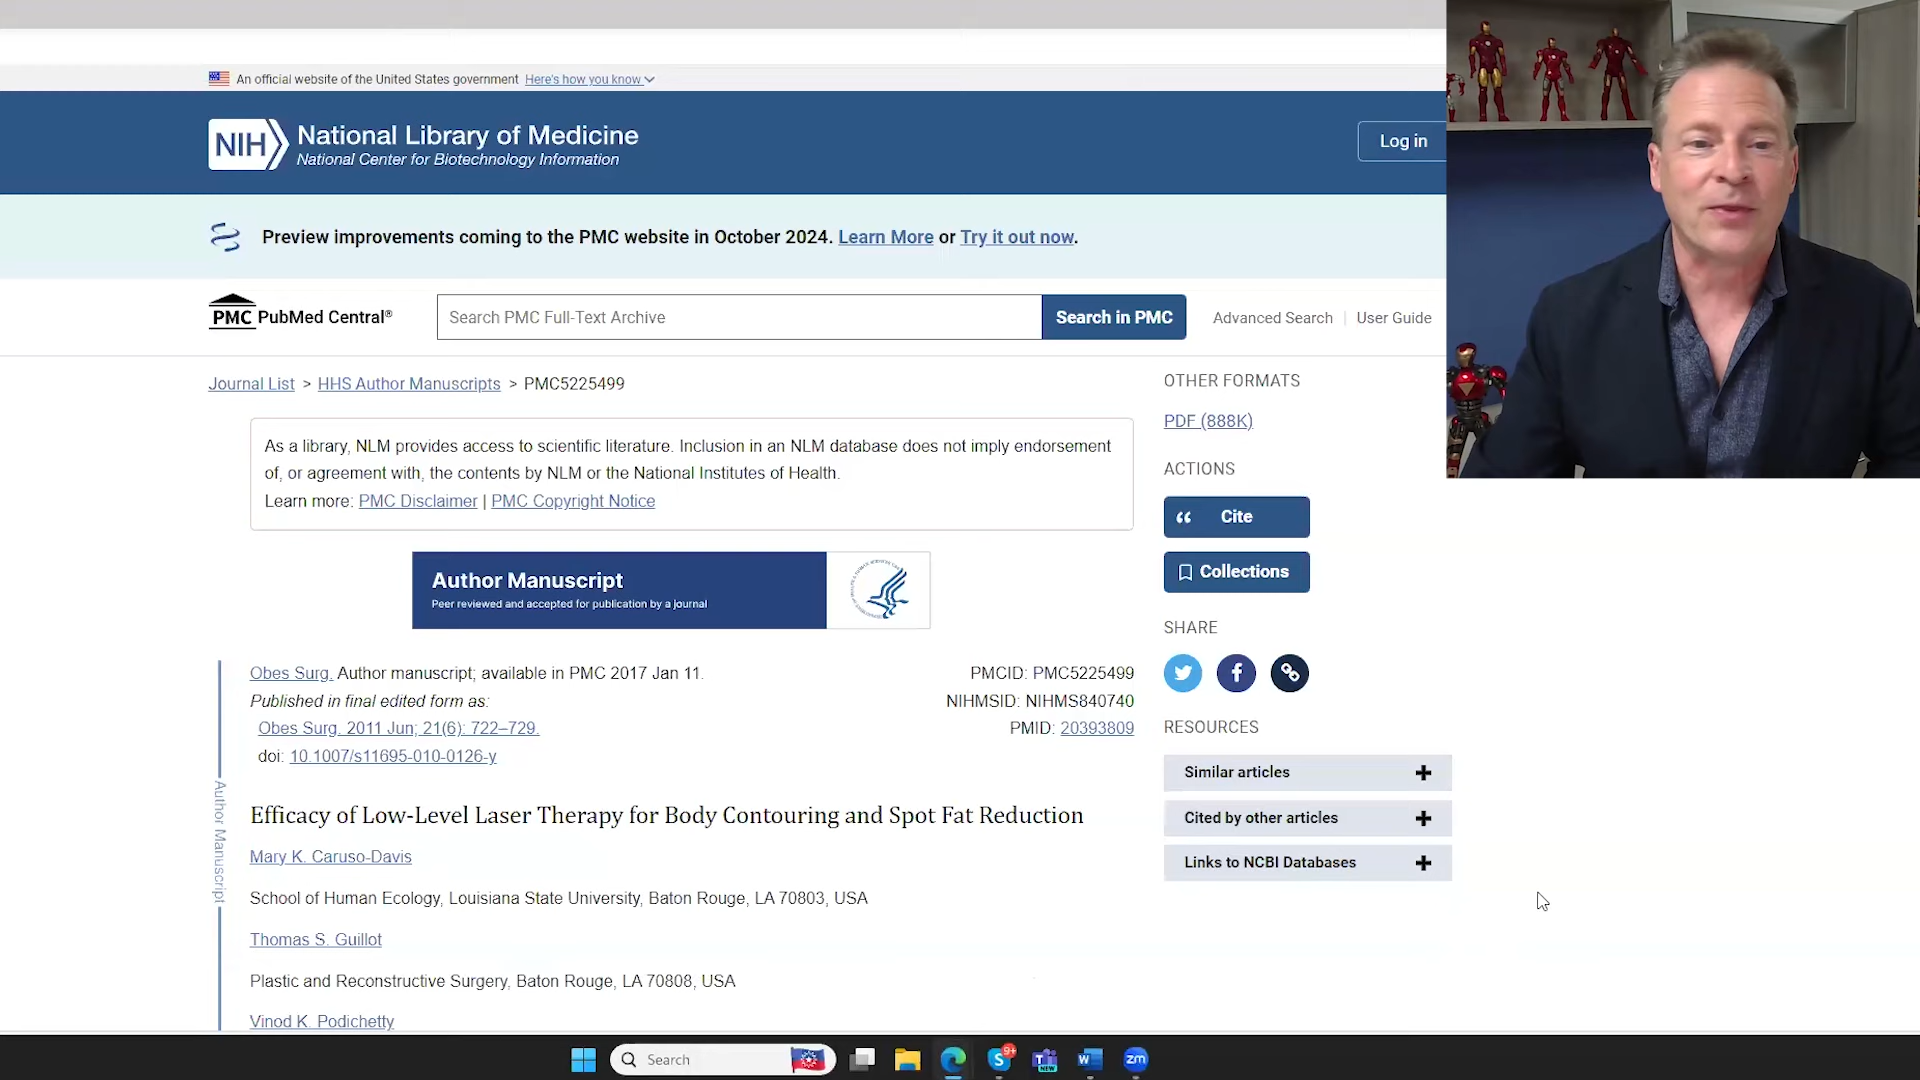 An official website of the United States government Here's how you know
NIH National Library of Medicine
National Center for Biotechnology Information
Log in
Preview improvements coming to the PMC website in October 2024. Learn More or Try it out now.
PMC PubMed Central®
Search PMC Full-Text Archive
Search in PMC
Advanced Search | User Guide
Journal List > HHS Author Manuscripts > PMC5225499
As a library, NLM provides access to scientific literature. Inclusion in an NLM database does not imply endorsement
of, or agreement with, the contents by NLM or the National Institutes of Health.
Learn more: PMC Disclaimer | PMC Copyright Notice
Author Manuscript
Peer reviewed and accepted for publication by a journal
Author Manuscript
Obes Surg. Author manuscript; available in PMC 2017 Jan 11.
Published in final edited form as:
Obes Surg. 2011 Jun; 21(6): 722–729.
doi: 10.1007/s11695-010-0126-y
PMCID: PMC5225499
NIHMSID: NIHMS840740
PMID: 20393809
Efficacy of Low-Level Laser Therapy for Body Contouring and Spot Fat Reduction
Mary K. Caruso-Davis
School of Human Ecology, Louisiana State University, Baton Rouge, LA 70803, USA
Thomas S. Guillot
Plastic and Reconstructive Surgery, Baton Rouge, LA 70808, USA
Vinod K. Podichetty
OTHER FORMATS
PDF (888K)
ACTIONS
Cite
Collections
SHARE
RESOURCES
Similar articles
Cited by other articles
Links to NCBI Databases
Search
S 9+
T NEW
W
zm